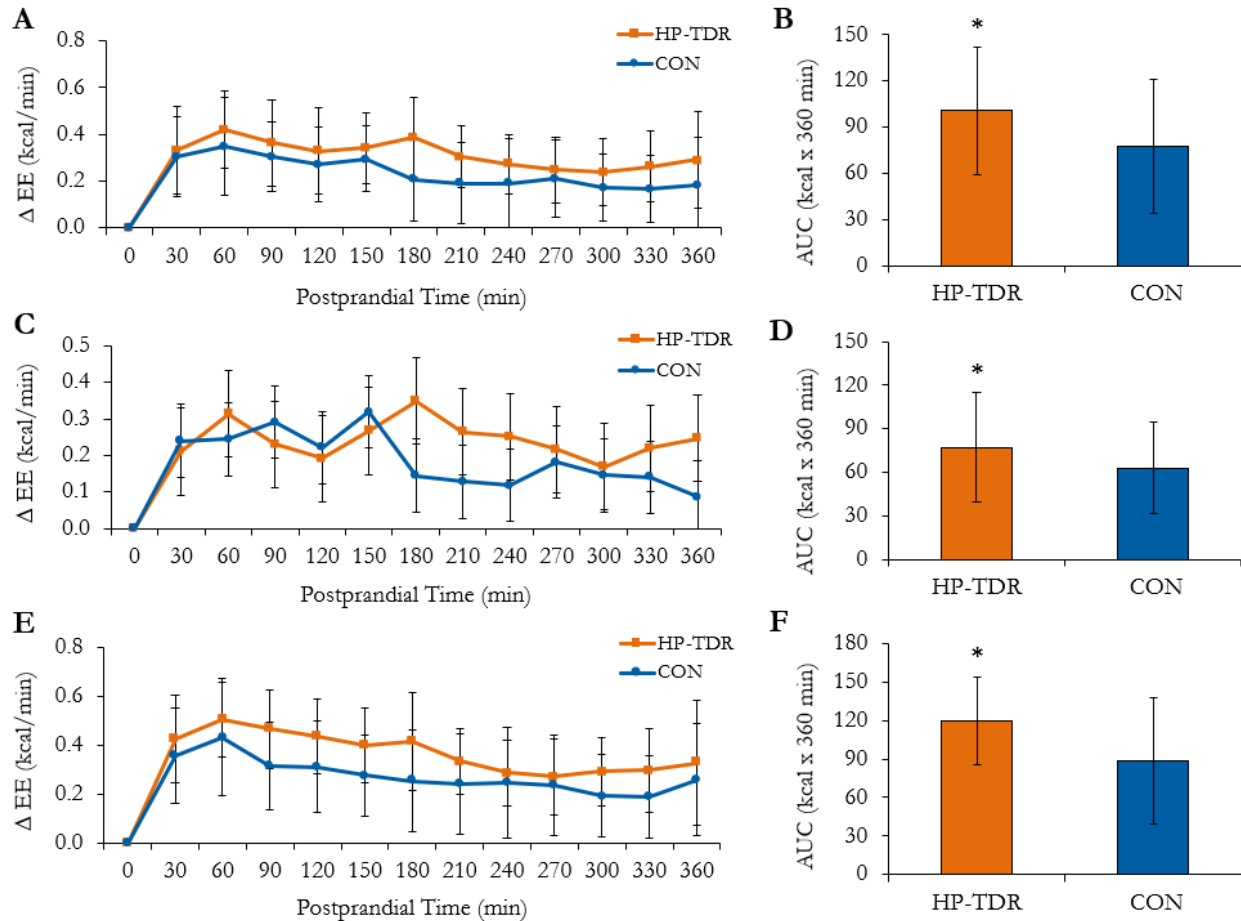 A
0.8
0.6
0.4
0.2
0.0
Δ EE (kcal/min)
HP-TDR
CON
0 30 60 90 120 150 180 210 240 270 300 330 360
Postprandial Time (min)
B
150
120
90
60
30
0
AUC (kcal x 360 min)
*
HP-TDR CON
C
0.5
0.4
0.3
0.2
0.1
0.0
Δ EE (kcal/min)
HP-TDR
CON
0 30 60 90 120 150 180 210 240 270 300 330 360
Postprandial Time (min)
D
150
120
90
60
30
0
AUC (kcal x 360 min)
*
HP-TDR CON
E
0.8
0.6
0.4
0.2
0.0
Δ EE (kcal/min)
HP-TDR
CON
0 30 60 90 120 150 180 210 240 270 300 330 360
Postprandial Time (min)
F
180
150
120
90
60
30
0
AUC (kcal x 360 min)
*
HP-TDR CON